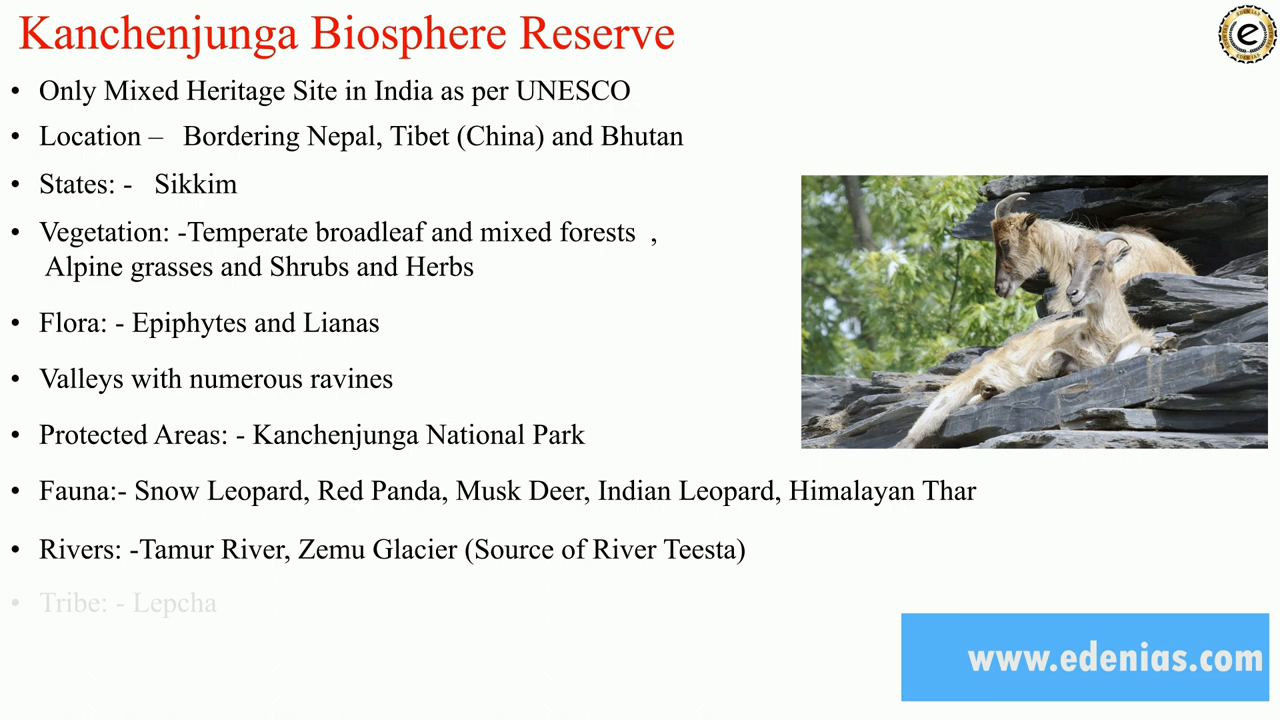 Kanchenjunga Biosphere Reserve
• Only Mixed Heritage Site in India as per UNESCO
• Location – Bordering Nepal, Tibet (China) and Bhutan
• States: - Sikkim
• Vegetation: -Temperate broadleaf and mixed forests ,
Alpine grasses and Shrubs and Herbs
• Flora: - Epiphytes and Lianas
• Valleys with numerous ravines
• Protected Areas: - Kanchenjunga National Park
• Fauna:- Snow Leopard, Red Panda, Musk Deer, Indian Leopard, Himalayan Thar
• Rivers: -Tamur River, Zemu Glacier (Source of River Teesta)
• Tribe: - Lepcha
www.edenias.com